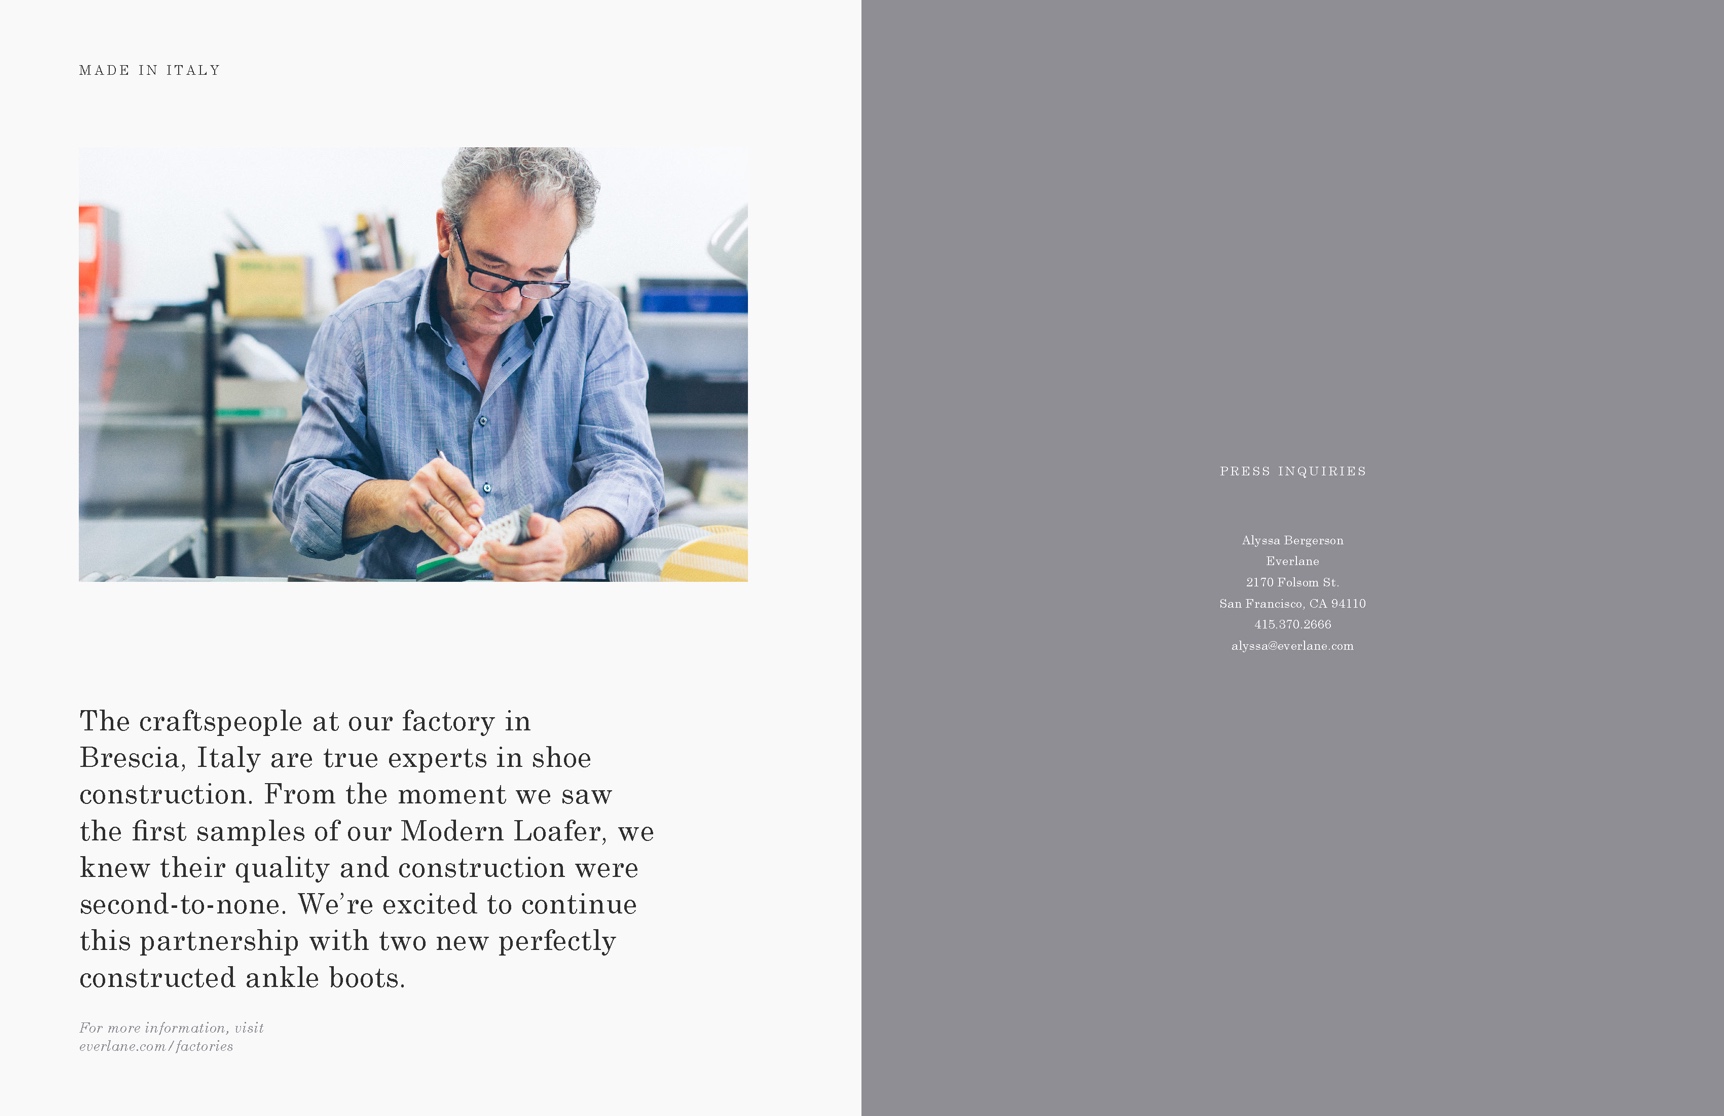 MADE IN ITALY
The craftspeople at our factory in
Brescia, Italy are true experts in shoe
construction. From the moment we saw
the first samples of our Modern Loafer, we
knew their quality and construction were
second-to-none. We’re excited to continue
this partnership with two new perfectly
constructed ankle boots.
For more information, visit
everlane.com/factories
PRESS INQUIRIES
Alyssa Bergerson
Everlane
2170 Folsom St.
San Francisco, CA 94110
415.370.2666
alyssa@everlane.com